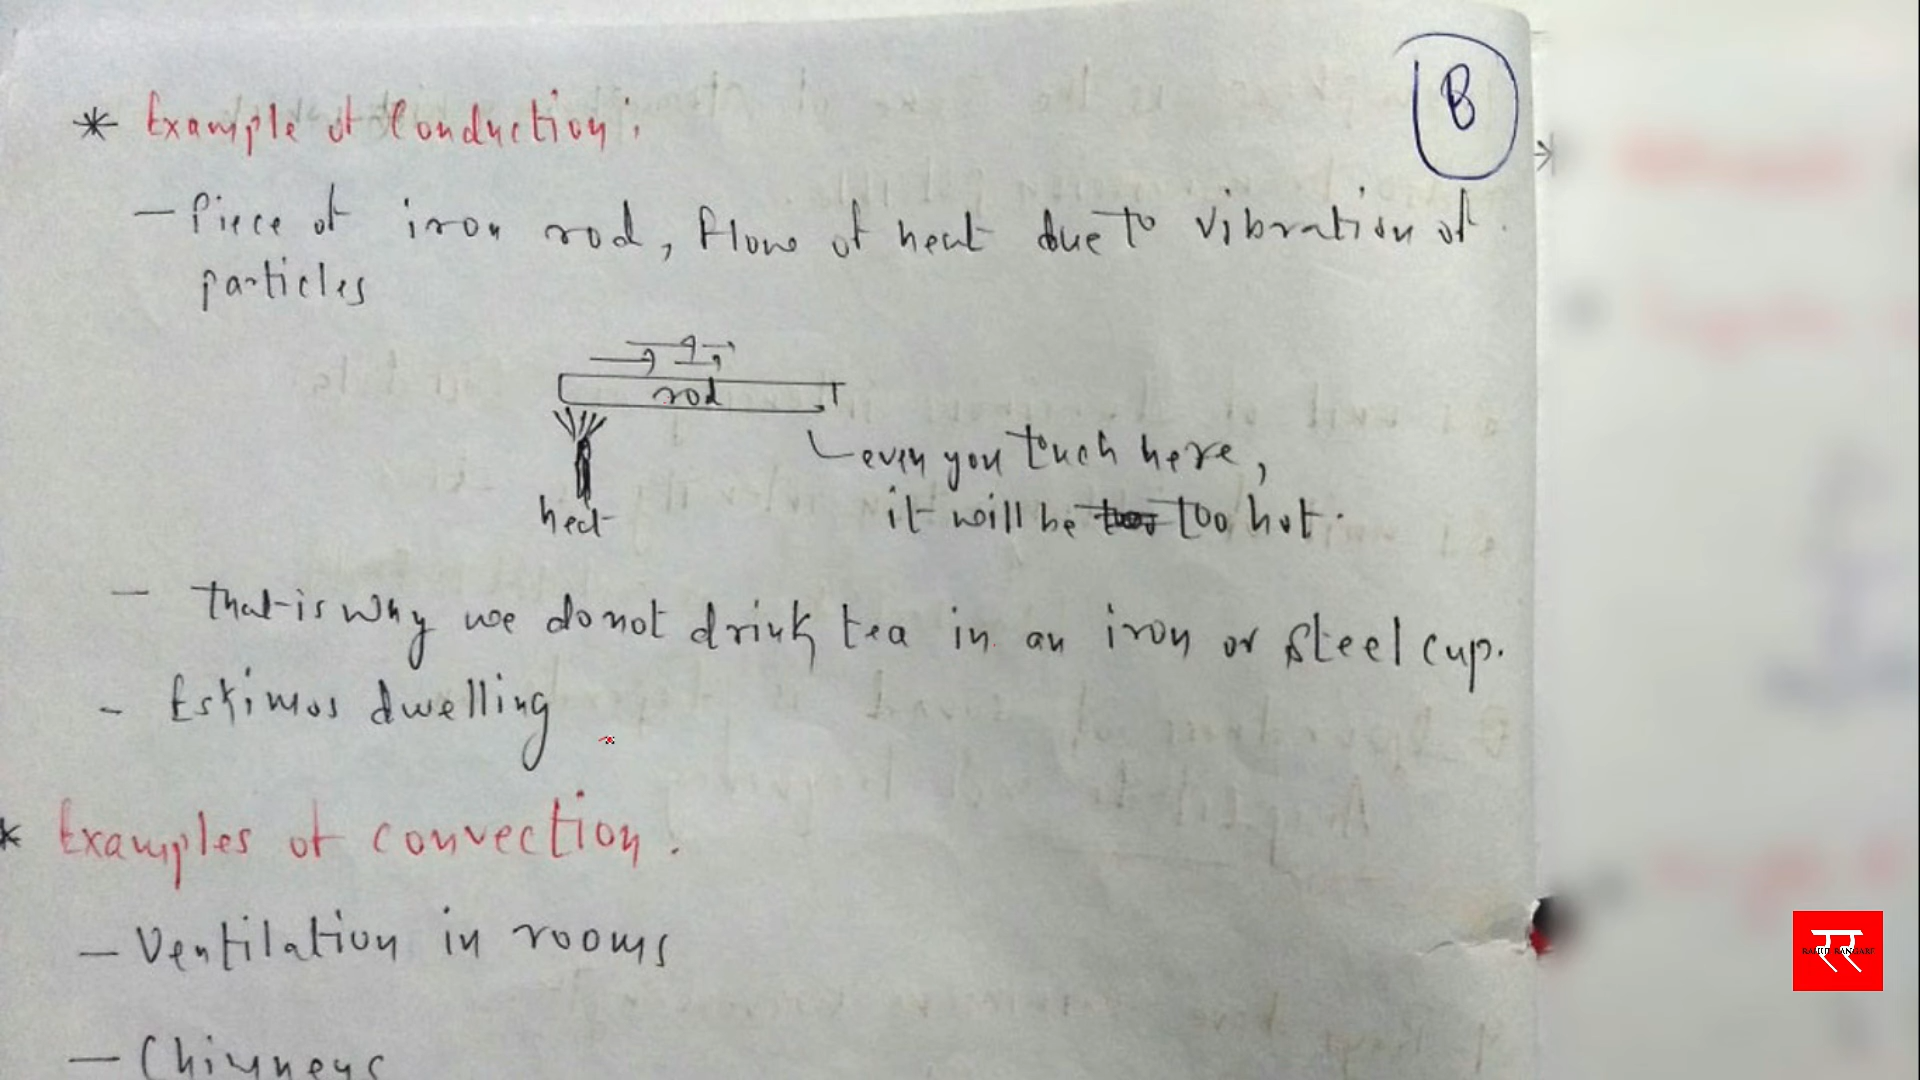 B
* Example of Conduction :
- Piece of iron rod, flow of heat due to vibration of
particles
rod
even you tuch here,
heat
it will be too hot.
- that is why we do not drink tea in an iron or steel cup.
- Eskimos dwelling
* Examples of convection.
- Ventilation in rooms
- Chimneys
रर